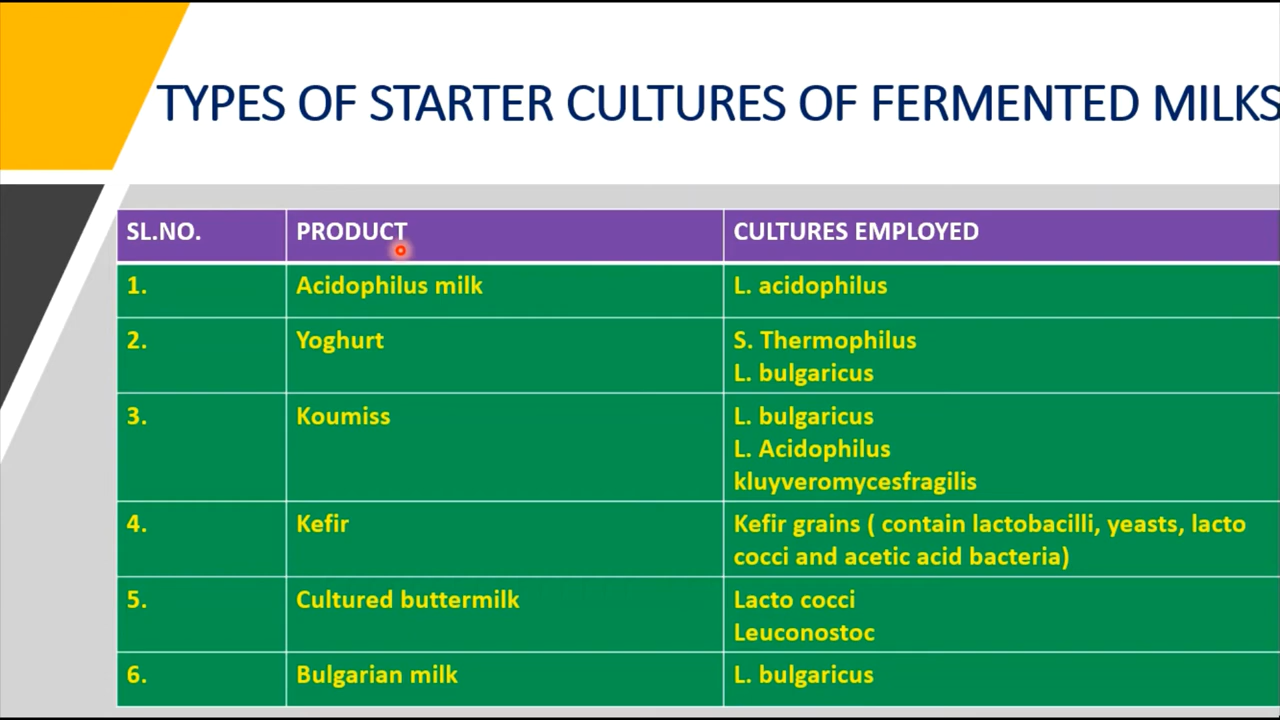 TYPES OF STARTER CULTURES OF FERMENTED MILKS
SL.NO. PRODUCT CULTURES EMPLOYED
1. Acidophilus milk L. acidophilus
2. Yoghurt S. Thermophilus
L. bulgaricus
3. Koumiss L. bulgaricus
L. Acidophilus
kluyveromycesfragilis
4. Kefir Kefir grains ( contain lactobacilli, yeasts, lacto
cocci and acetic acid bacteria)
5. Cultured buttermilk Lacto cocci
Leuconostoc
6. Bulgarian milk L. bulgaricus